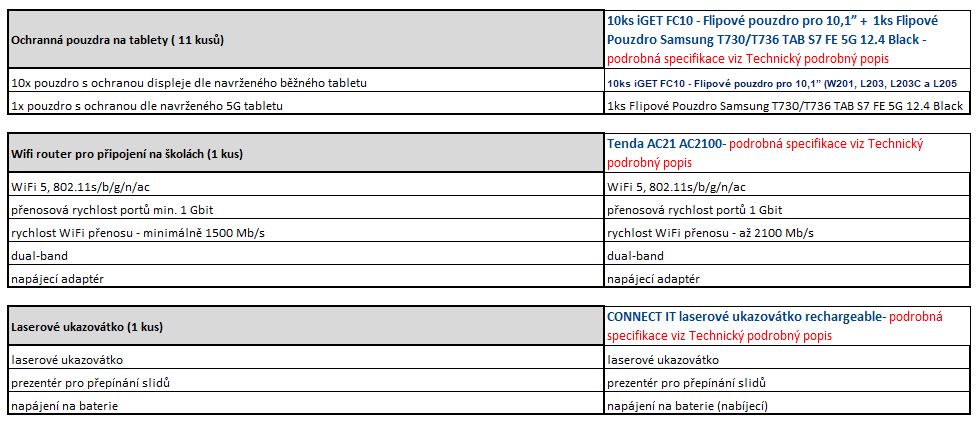 Ochranná pouzdra na tablety ( 11 kusů)
10ks iGET FC10 - Flipové pouzdro pro 10,1” + 1ks Flipové
Pouzdro Samsung T730/T736 TAB S7 FE 5G 12.4 Black -
podrobná specifikace viz Technický podrobný popis
10x pouzdro s ochranou displeje dle navrženého běžného tabletu
10ks iGET FC10 - Flipové pouzdro pro 10,1” (W201, L203, L203C a L205
1x pouzdro s ochranou dle navrženého 5G tabletu
1ks Flipové Pouzdro Samsung T730/T736 TAB S7 FE 5G 12.4 Black
Wifi router pro připojení na školách (1 kus)
Tenda AC21 AC2100- podrobná specifikace viz Technický
podrobný popis
WiFi 5, 802.11s/b/g/n/ac
WiFi 5, 802.11s/b/g/n/ac
přenosová rychlost portů min. 1 Gbit
přenosová rychlost portů 1 Gbit
rychlost WiFi přenosu - minimálně 1500 Mb/s
rychlost WiFi přenosu - až 2100 Mb/s
dual-band
dual-band
napájecí adaptér
napájecí adaptér
Laserové ukazovátko (1 kus)
CONNECT IT laserové ukazovátko rechargeable- podrobná
specifikace viz Technický podrobný popis
laserové ukazovátko
laserové ukazovátko
prezentér pro přepínání slidů
prezentér pro přepínání slidů
napájení na baterie
napájení na baterie (nabíjecí)